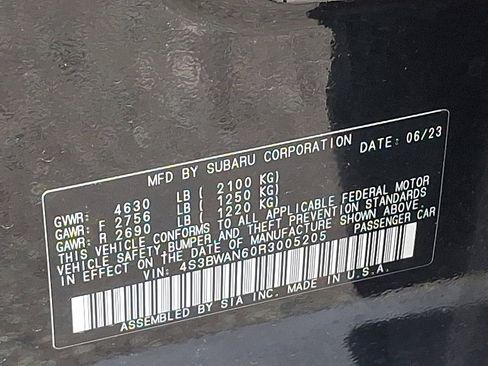 MFD BY SUBARU CORPORATION DATE: 06/23
GVWR: 4630 LB ( 2100 KG)
GAWR: F 2756 LB ( 1250 KG)
GAWR: R 2690 LB ( 1220 KG)
THIS VEHICLE CONFORMS TO ALL APPLICABLE FEDERAL MOTOR
VEHICLE SAFETY,BUMPER,AND THEFT PREVENTION STANDARDS
IN EFFECT ON THE DATE OF MANUFACTURE SHOWN ABOVE.
VIN: 4S3BWAN60R3005205 PASSENGER CAR
ASSEMBLED BY SIA INC. MADE IN U.S.A.